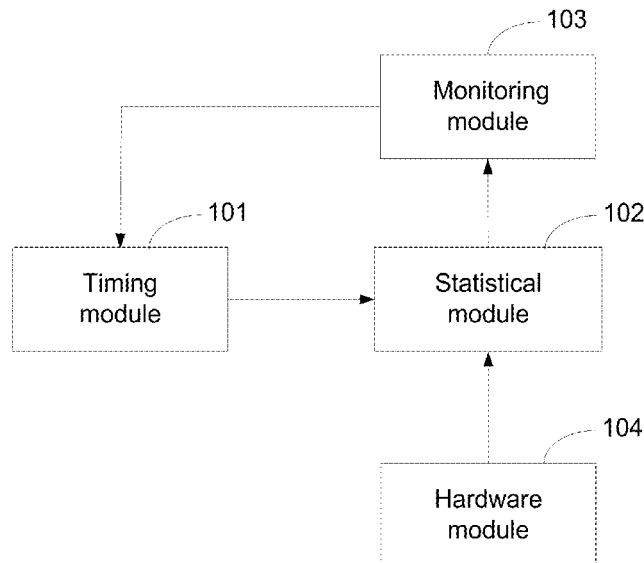 103
Monitoring
module
101
Timing
module
102
Statistical
module
104
Hardware
module